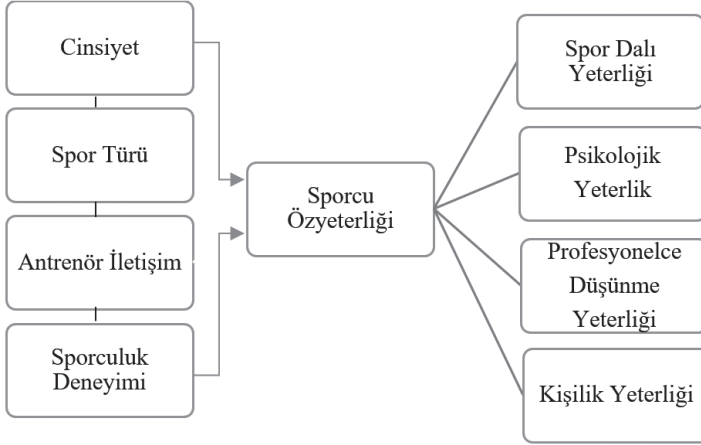 Cinsiyet
Spor Türü
Antrenör İletişim
Sporculuk
Deneyimi
Sporcu
Özyeterliği
Spor Dalı
Yeterliği
Psikolojik
Yeterlik
Profesyonelce
Düşünme
Yeterliği
Kişilik Yeterliği